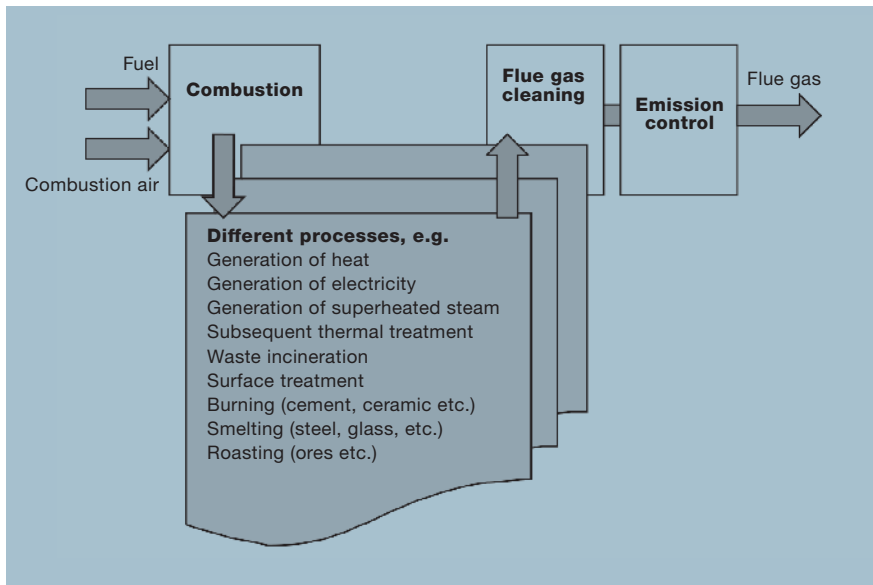 Fuel
Combustion
Combustion air
Flue gas
cleaning
Emission
control
Flue gas
Different processes, e.g.
Generation of heat
Generation of electricity
Generation of superheated steam
Subsequent thermal treatment
Waste incineration
Surface treatment
Burning (cement, ceramic etc.)
Smelting (steel, glass, etc.)
Roasting (ores etc.)